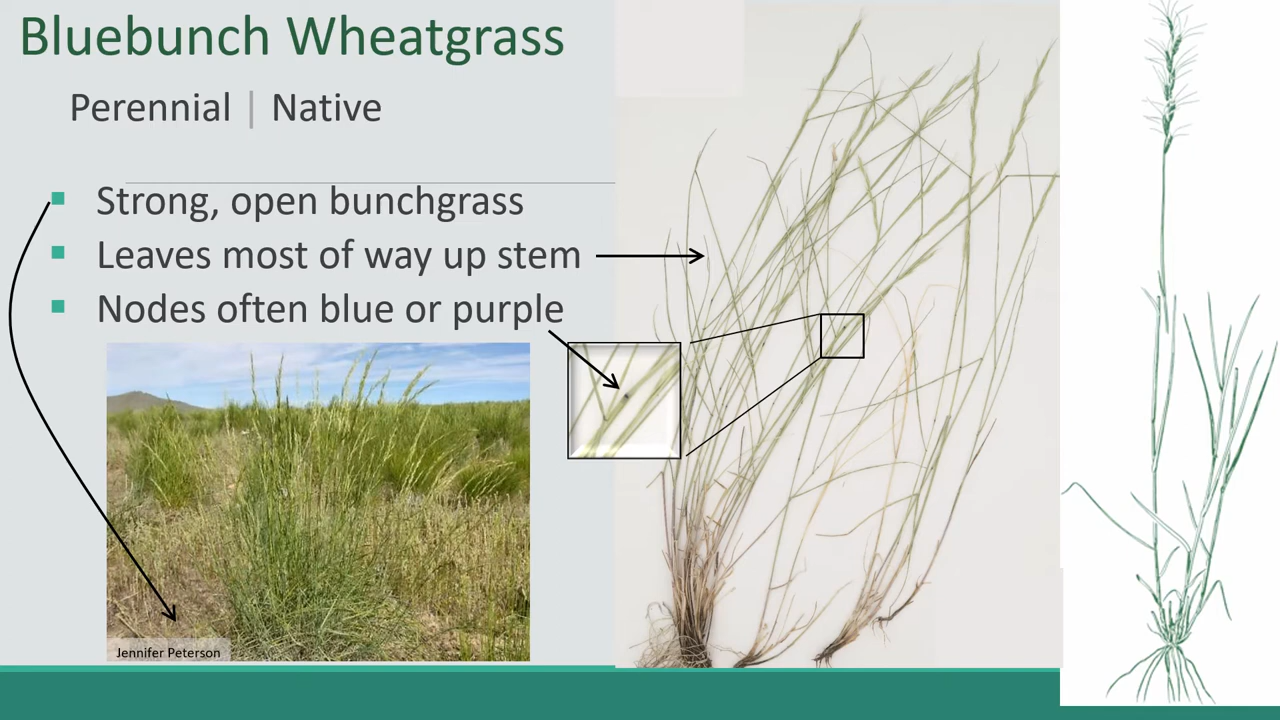 Bluebunch Wheatgrass
Perennial | Native
Strong, open bunchgrass
Leaves most of way up stem
Nodes often blue or purple
Jennifer Peterson